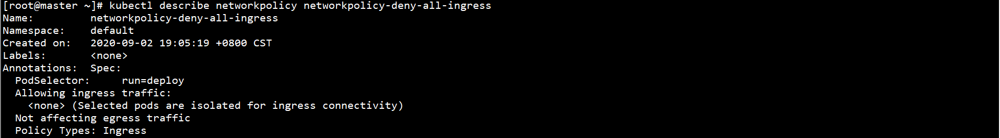 [root@master ~]# kubectl describe networkpolicy networkpolicy-deny-all-ingress
Name:         networkpolicy-deny-all-ingress
Namespace:    default
Created on:   2020-09-02 19:05:19 +0800 CST
Labels:       <none>
Annotations:  Spec:
  PodSelector:     run=deploy
  Allowing ingress traffic:
    <none> (Selected pods are isolated for ingress connectivity)
  Not affecting egress traffic
  Policy Types: Ingress